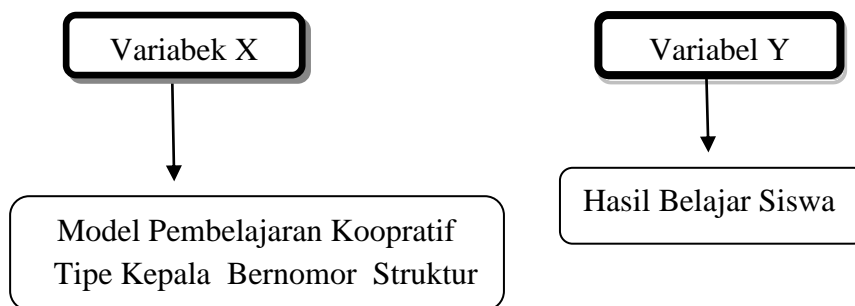 Variabek X
Variabel Y
Model Pembelajaran Koopratif
Tipe Kepala Bernomor Struktur
Hasil Belajar Siswa